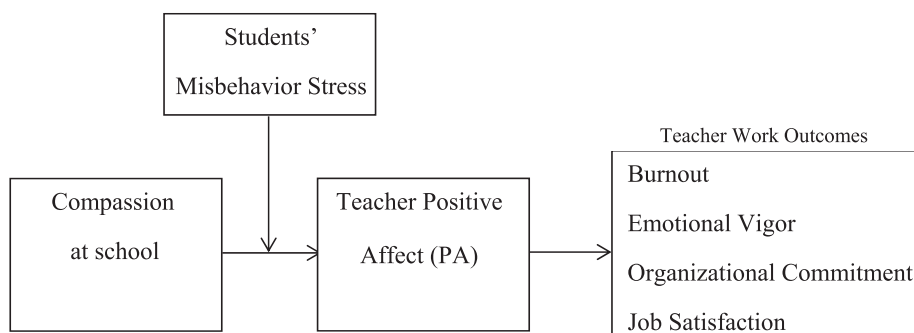 Students’
Misbehavior Stress
Teacher Work Outcomes
Compassion
at school
Teacher Positive
Affect (PA)
Burnout
Emotional Vigor
Organizational Commitment
Job Satisfaction